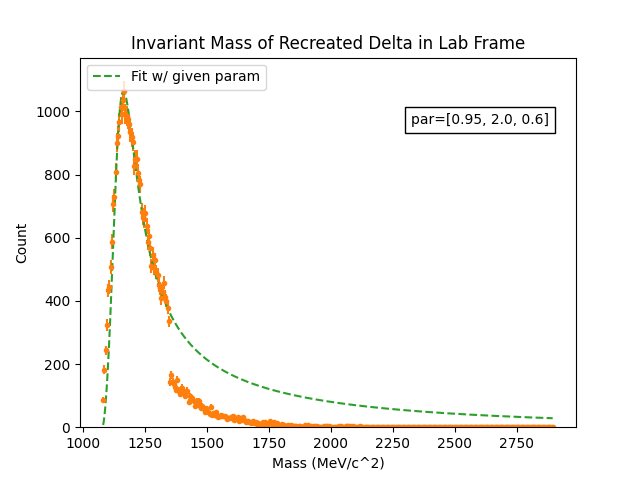 Invariant Mass of Recreated Delta in Lab Frame
Fit w/ given param
par=[0.95, 2.0, 0.6]
Count
1000
800
600
400
200
0
1000 1250 1500 1750 2000 2250 2500 2750
Mass (MeV/c^2)